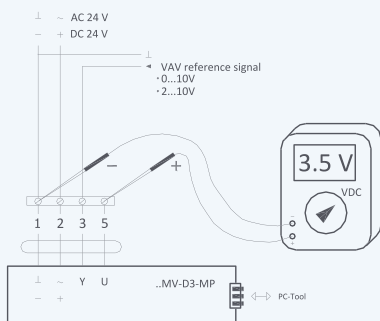 ⊥ ~ AC 24 V
− + DC 24 V
⊥
VAV reference signal
·0...10V
·2...10V
− +
3.5 V
VDC
-
+
1 2 3 5
⊥ ~ Y U
− +
..MV-D3-MP
PC-Tool